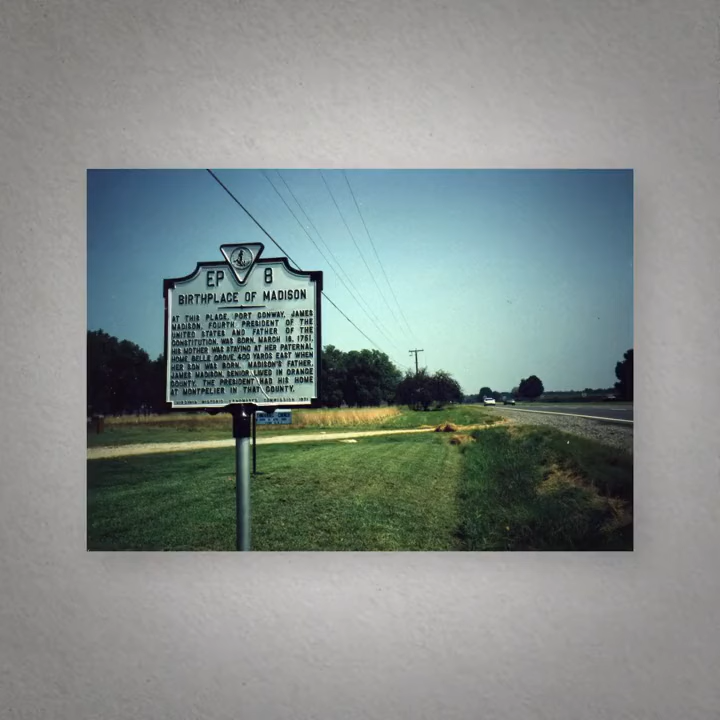 EP 8
BIRTHPLACE OF MADISON
AT THIS PLACE, PORT CONWAY, JAMES
MADISON, FOURTH PRESIDENT OF THE
UNITED STATES AND FATHER OF THE
CONSTITUTION, WAS BORN, MARCH 16, 1751.
HIS MOTHER WAS STAYING AT HER PATERNAL
HOME, BELLE GROVE, 400 YARDS EAST WHEN
HER SON WAS BORN. MADISON'S FATHER,
JAMES MADISON, SENIOR, LIVED IN ORANGE
COUNTY. THE PRESIDENT HAD HIS HOME
AT MONTPELIER IN THAT COUNTY.